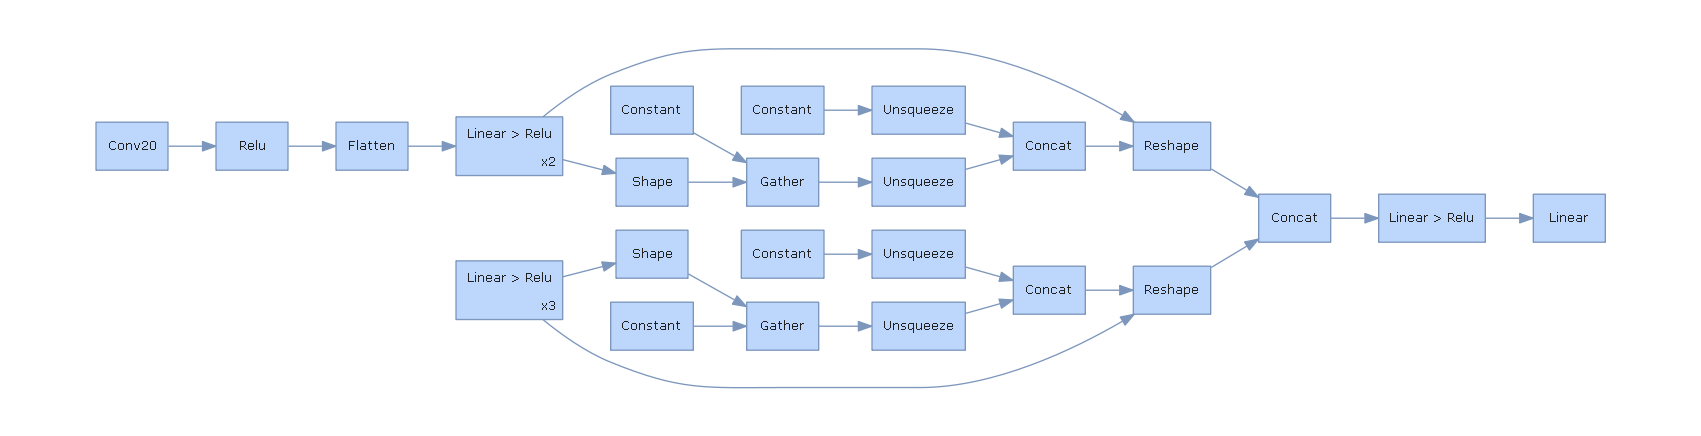 Conv20
Relu
Flatten
Linear > Relu
x2
Constant
Shape
Constant
Gather
Unsqueeze
Unsqueeze
Concat
Reshape
Linear > Relu
x3
Shape
Constant
Constant
Gather
Unsqueeze
Unsqueeze
Concat
Reshape
Concat
Linear > Relu
Linear